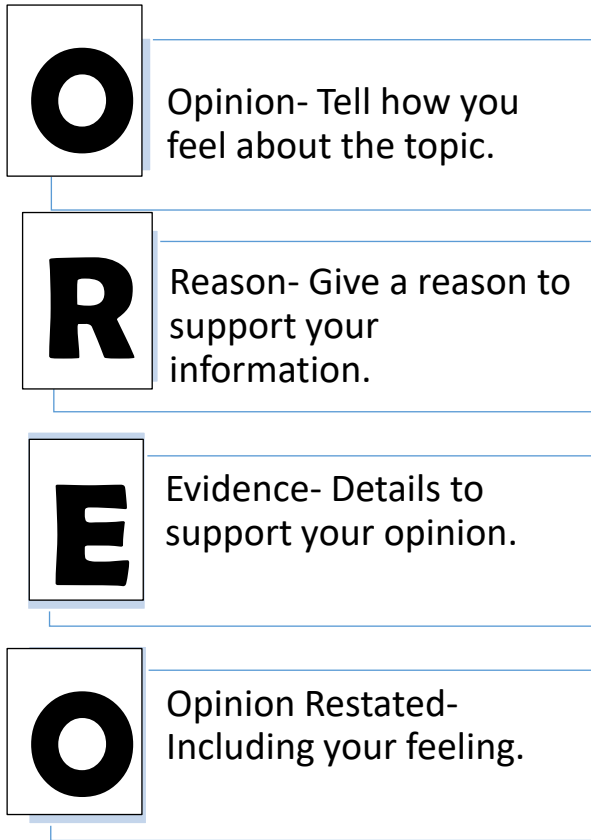 O
Opinion- Tell how you
feel about the topic.
R
Reason- Give a reason to
support your
information.
E
Evidence- Details to
support your opinion.
O
Opinion Restated-
Including your feeling.